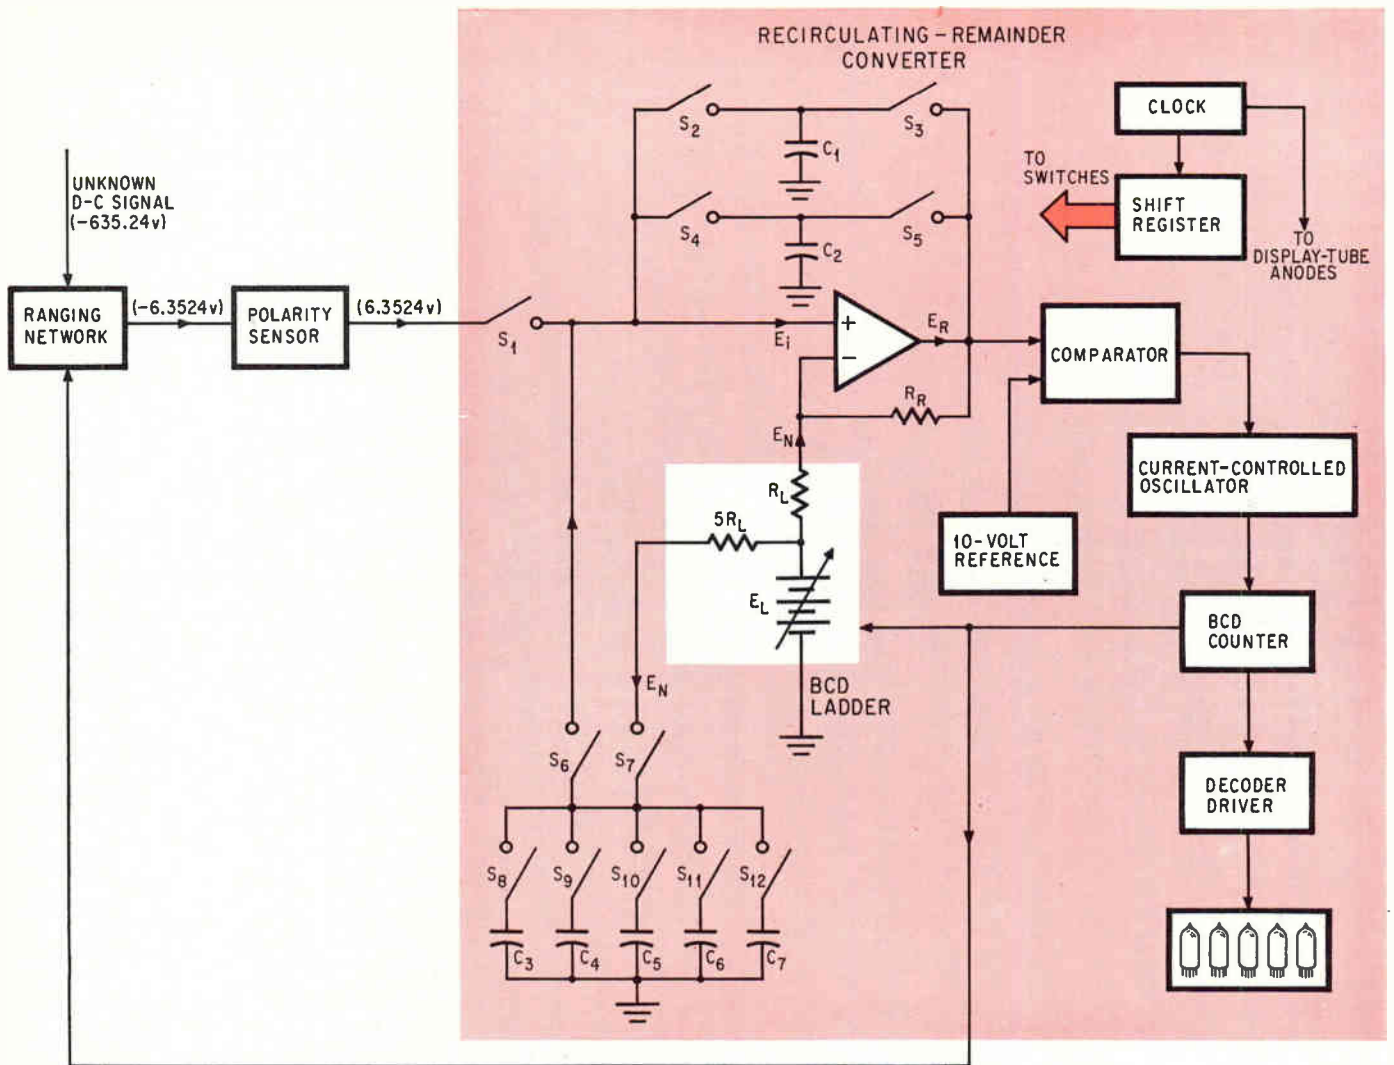 RECIRCULATING-REMAINDER
CONVERTER
UNKNOWN
D-C SIGNAL
(-635.24v)
RANGING
NETWORK
(-6.3524v)
POLARITY
SENSOR
(6.3524v)
S1
S2
S3
C1
S4
S5
C2
Ei
+
−
ER
RR
EN
RL
5RL
EL
EN
BCD
LADDER
S6
S7
S8
S9
S10
S11
S12
C3
C4
C5
C6
C7
CLOCK
TO
SWITCHES
SHIFT
REGISTER
TO
DISPLAY-TUBE
ANODES
COMPARATOR
CURRENT-CONTROLLED
OSCILLATOR
10-VOLT
REFERENCE
BCD
COUNTER
DECODER
DRIVER